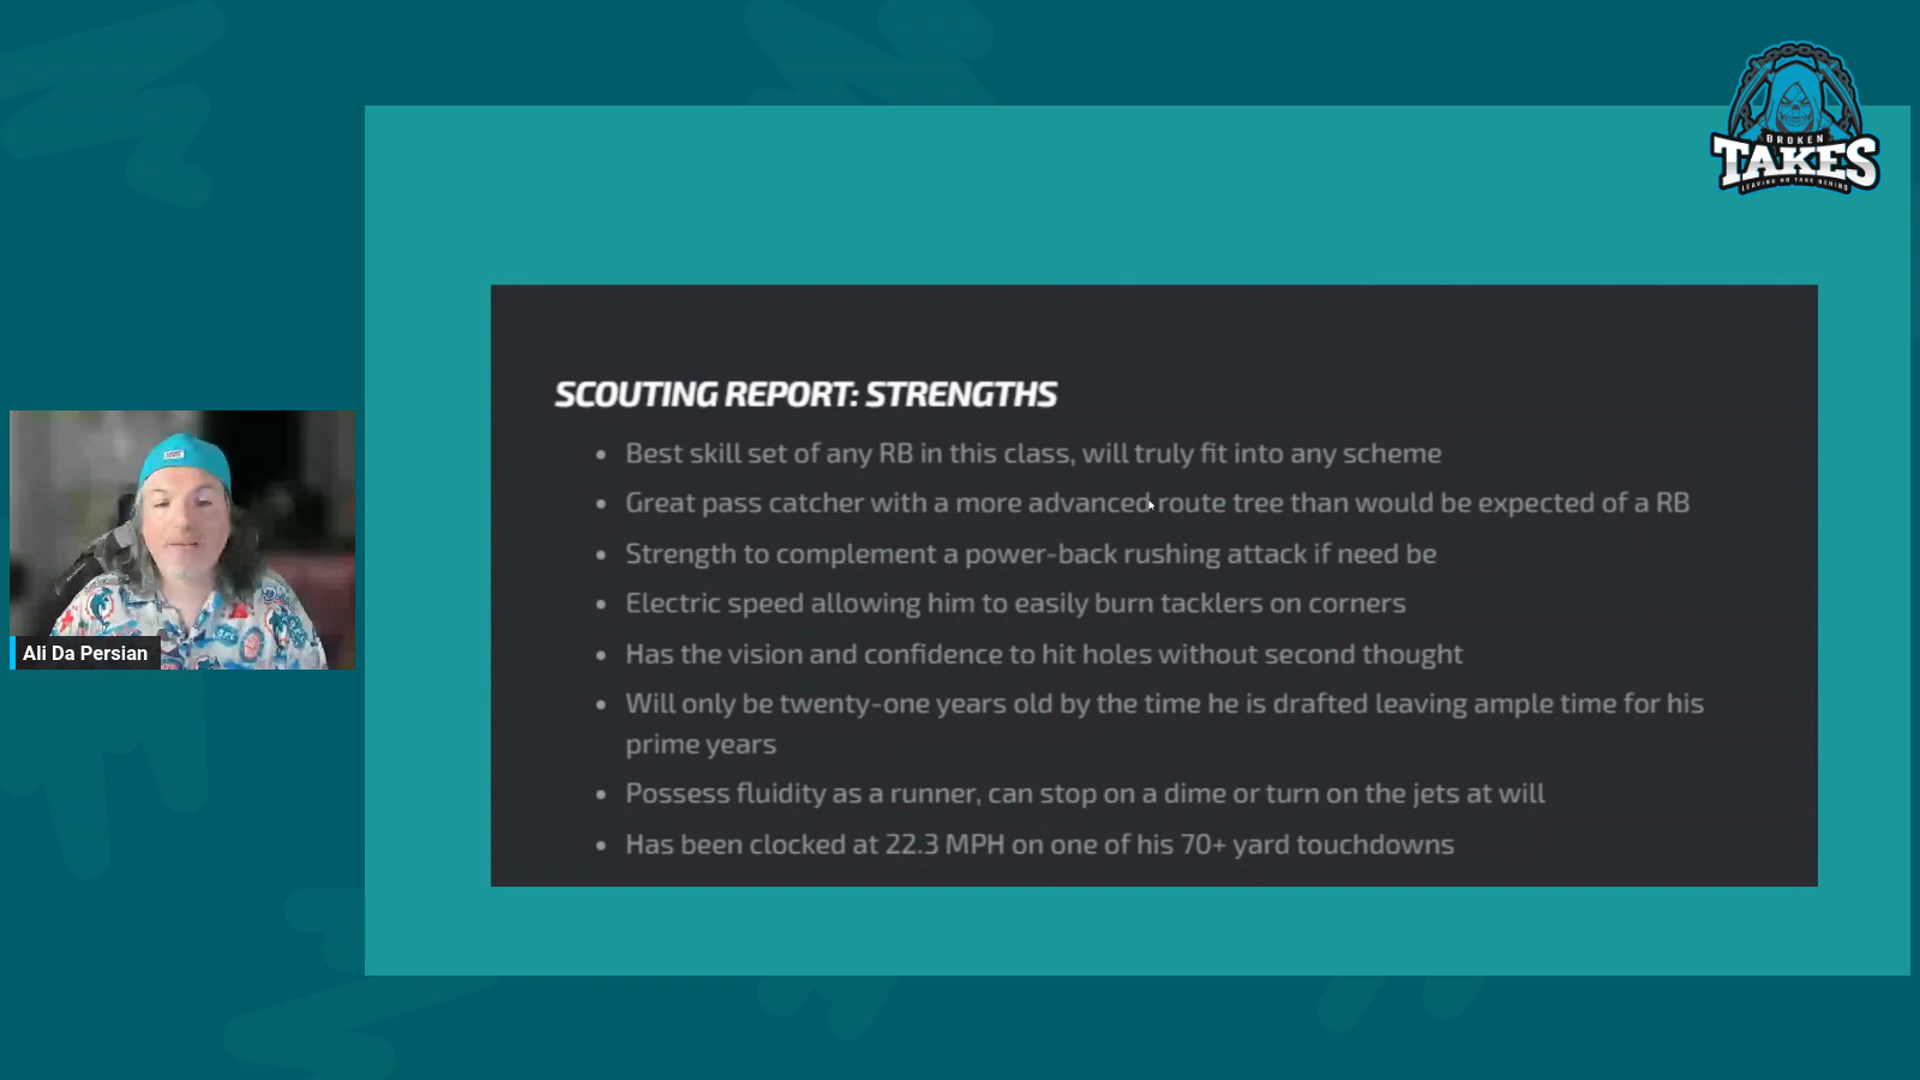 BROKEN
TAKES
LEAVING NO TAKE BEHIND
SCOUTING REPORT: STRENGTHS
• Best skill set of any RB in this class, will truly fit into any scheme
• Great pass catcher with a more advanced route tree than would be expected of a RB
• Strength to complement a power-back rushing attack if need be
• Electric speed allowing him to easily burn tacklers on corners
• Has the vision and confidence to hit holes without second thought
• Will only be twenty-one years old by the time he is drafted leaving ample time for his
prime years
• Possess fluidity as a runner, can stop on a dime or turn on the jets at will
• Has been clocked at 22.3 MPH on one of his 70+ yard touchdowns
Ali Da Persian